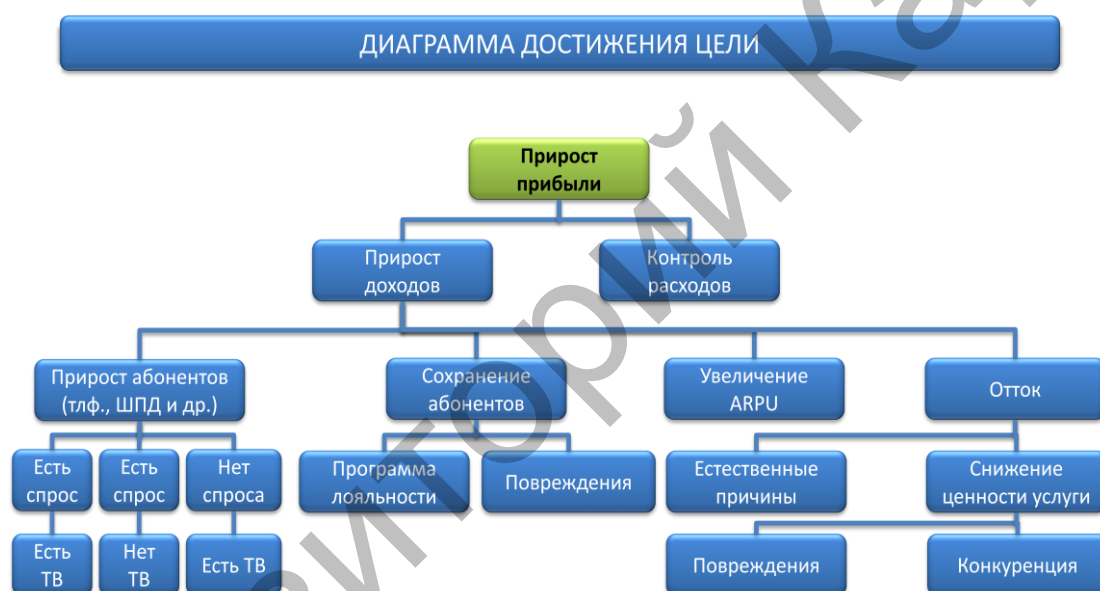 ДИАГРАММА ДОСТИЖЕНИЯ ЦЕЛИ
Прирост
прибыли
Прирост
доходов
Контроль
расходов
Прирост абонентов
(тлф., ШПД и др.)
Сохранение
абонентов
Увеличение
ARPU
Отток
Есть
спрос
Есть
спрос
Нет
спроса
Программа
лояльности
Повреждения
Естественные
причины
Снижение
ценности услуги
Есть
ТВ
Нет
ТВ
Есть ТВ
Повреждения
Конкуренция